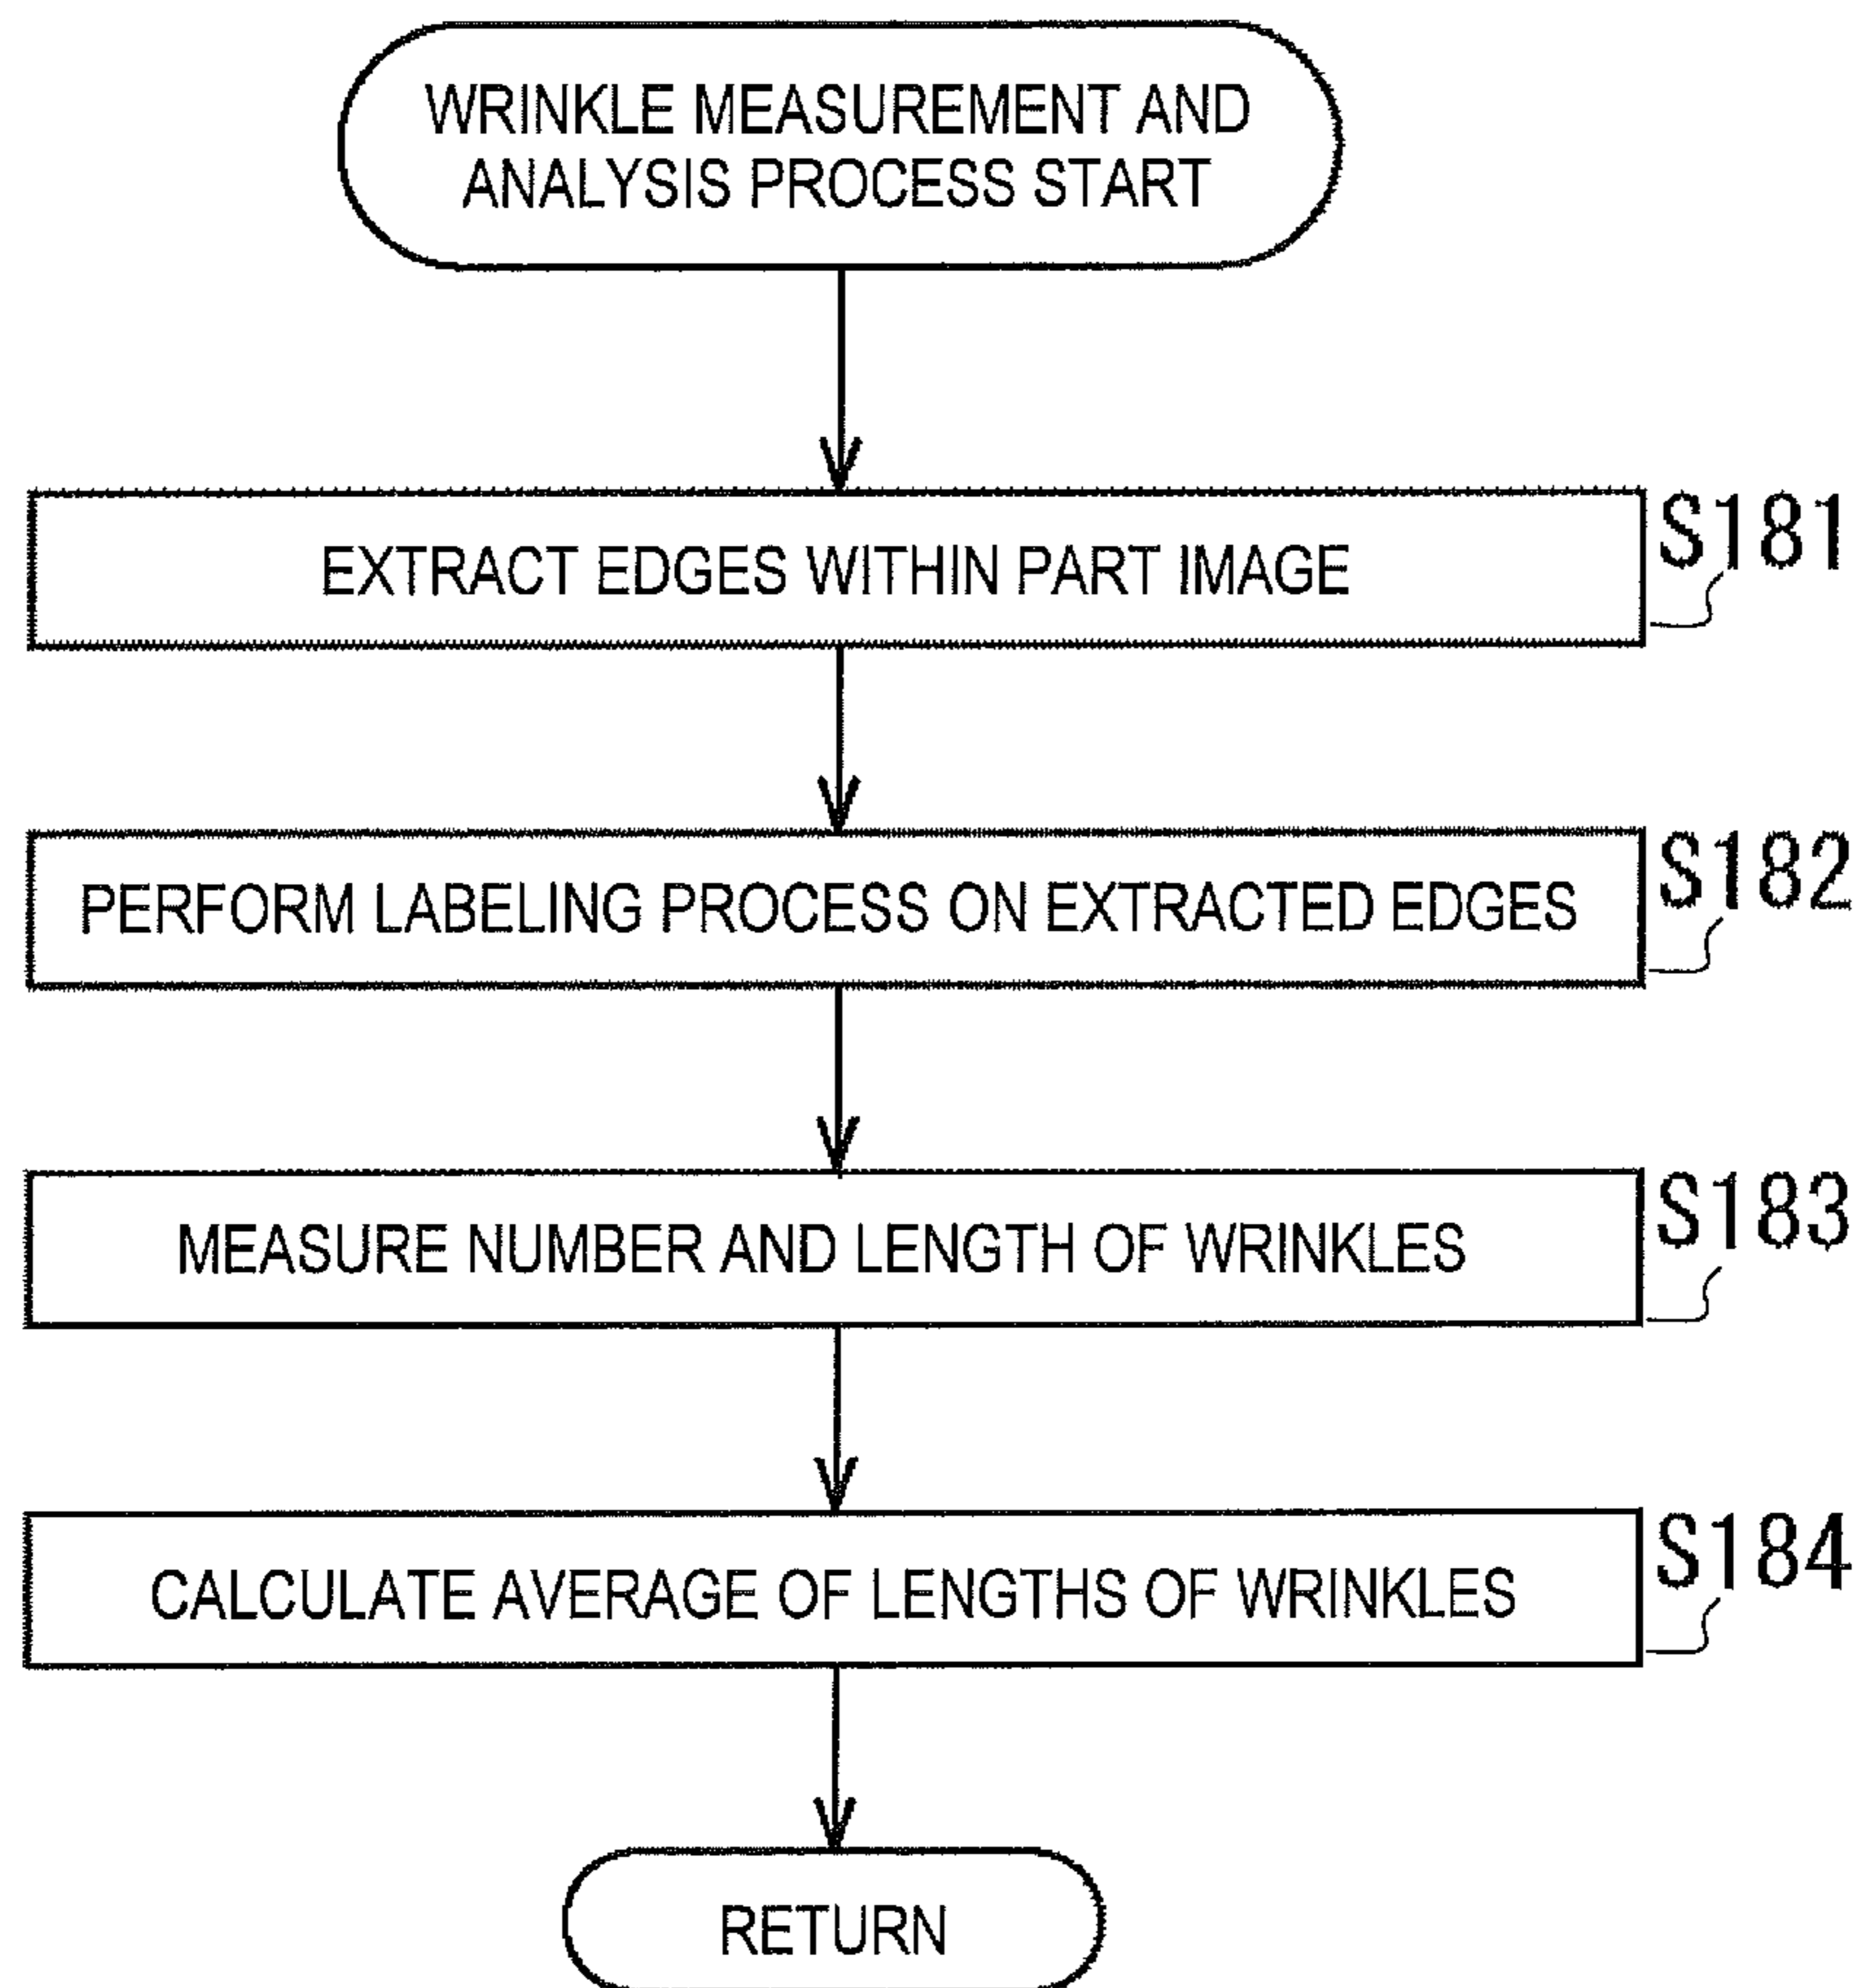 WRINKLE MEASUREMENT AND
ANALYSIS PROCESS START
EXTRACT EDGES WITHIN PART IMAGE
S181
PERFORM LABELING PROCESS ON EXTRACTED EDGES
S182
MEASURE NUMBER AND LENGTH OF WRINKLES
S183
CALCULATE AVERAGE OF LENGTHS OF WRINKLES
S184
RETURN